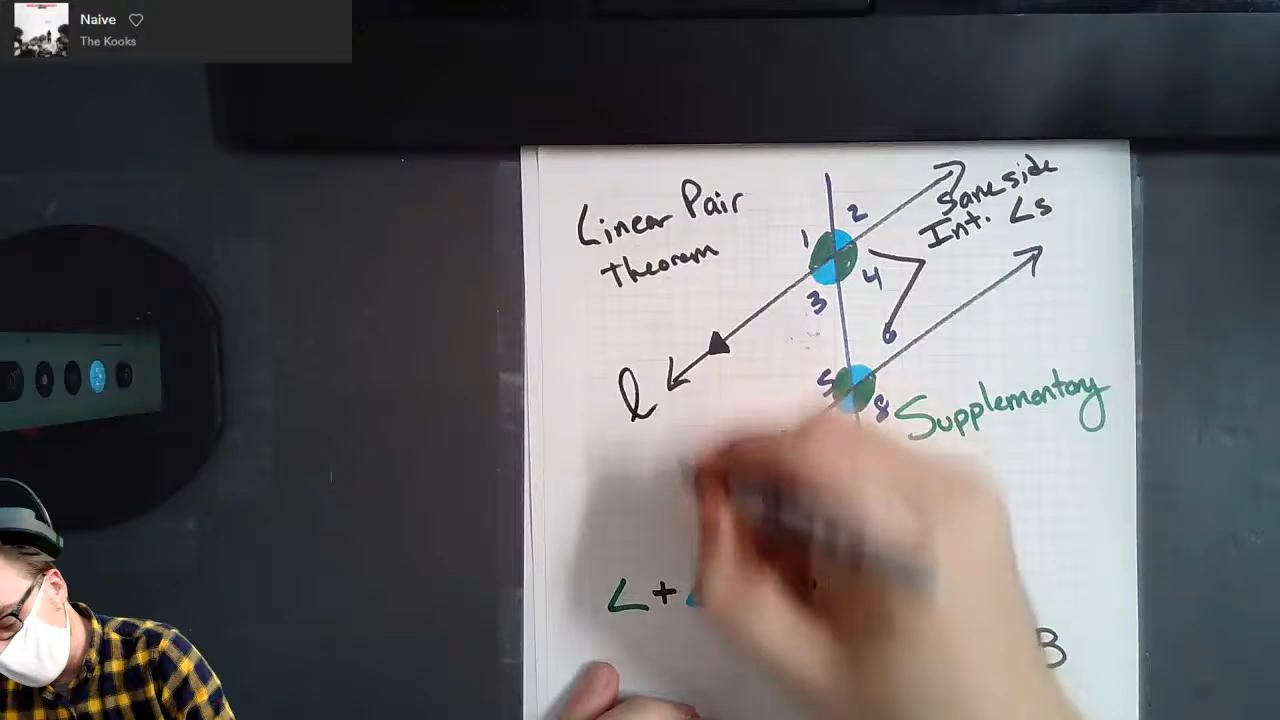 Naive
The Kooks
Linear Pair
Theorem
Same side
Int. ∠s
1
2
3
4
6
5
8
l
Supplementary
∠ +